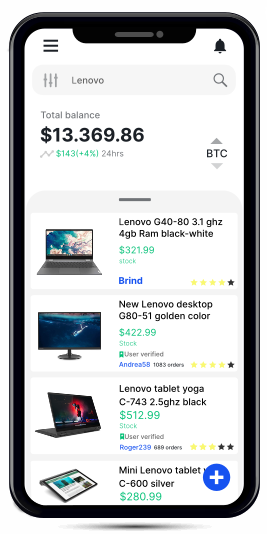 Lenovo
Total balance
$13.369.86
$143(+4%) 24hrs
BTC
Lenovo G40-80 3.1 ghz
4gb Ram black-white
$321.99
stock
Brind
New Lenovo desktop
G80-51 golden color
$422.99
Stock
User verified
Andrea58 1083 orders
Lenovo tablet yoga
C-743 2.5ghz black
$512.99
Stock
User verified
Roger239 689 orders
Mini Lenovo tablet
C-600 silver
$280.99